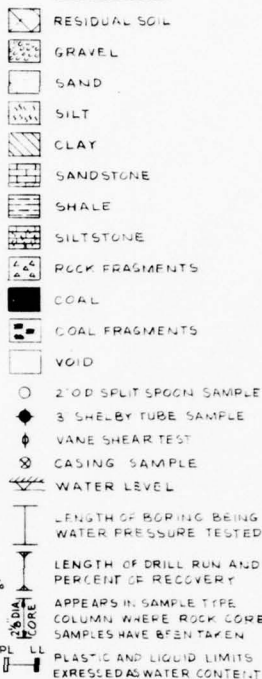 RESIDUAL SOIL
GRAVEL
SAND
SILT
CLAY
SANDSTONE
SHALE
SILTSTONE
ROCK FRAGMENTS
COAL
COAL FRAGMENTS
VOID
2" OD SPLIT SPOON SAMPLE
3 SHELBY TUBE SAMPLE
VANE SHEAR TEST
CASING SAMPLE
WATER LEVEL
LENGTH OF BORING BEING
WATER PRESSURE TESTED
LENGTH OF DRILL RUN AND
PERCENT OF RECOVERY
DIA
CORE
APPEARS IN SAMPLE TYPE
COLUMN WHERE ROCK CORE
SAMPLES HAVE BEEN TAKEN
PL LL
PLASTIC AND LIQUID LIMITS
EXRESSED AS WATER CONTENT